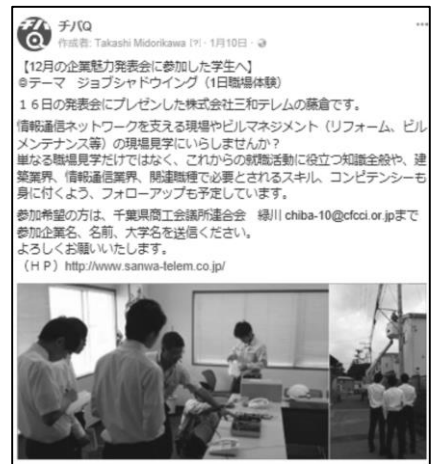 チバQ
作成者: Takashi Midorikawa [?]・1月10日・
【12月の企業魅力発表会に参加した学生へ】
◎テーマ ジョブシャドウイング(1日職場体験)
16日の発表会にプレゼンした株式会社三和テレムの藤倉です。
情報通信ネットワークを支える現場やビルマネジメント(リフォーム、ビル
メンテナンス等)の現場見学にいらしませんか?
単なる職場見学だけではなく、これからの就職活動に役立つ知識全般や、建
築業界、情報通信業界、関連職種で必要とされるスキル、コンピテンシーも
身に付くよう、フォローアップも予定しています。
参加希望の方は、千葉県商工会議所連合会 緑川 chiba-10@cfcci.or.jpまで
参加企業名、名前、大学名を送信ください。
よろしくお願いいたします。
(HP)http://www.sanwa-telem.co.jp/